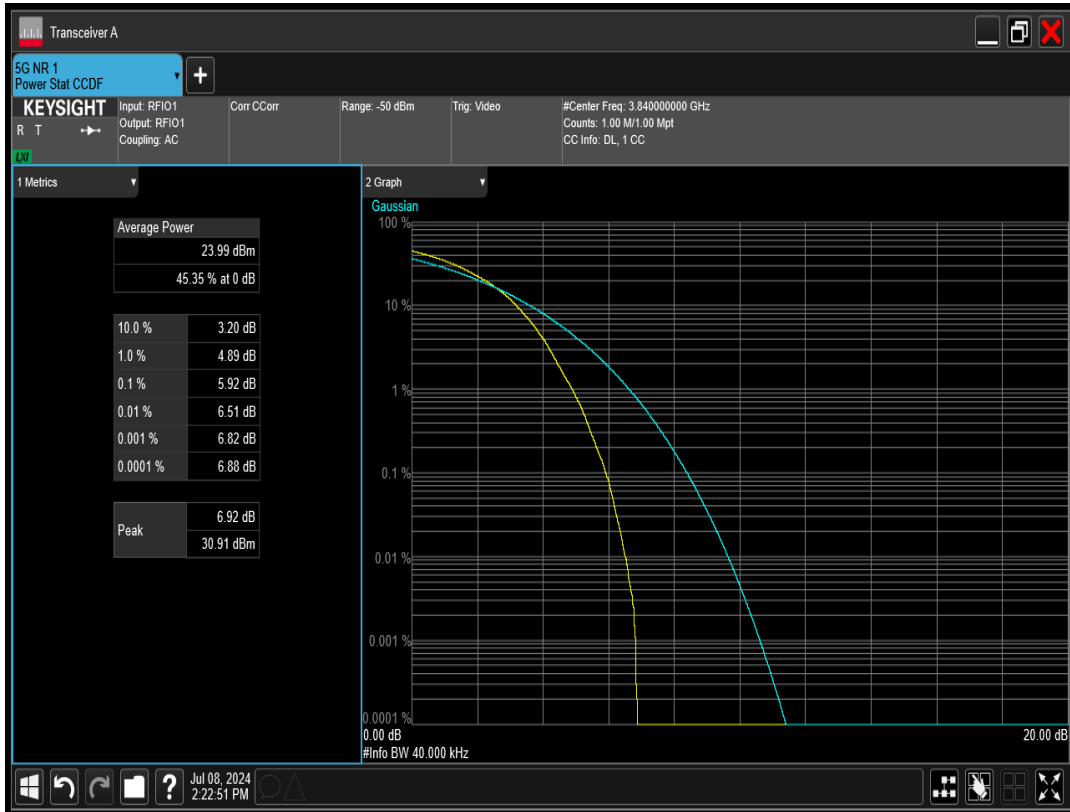 Transceiver A
5G NR 1
Power Stat CCDF
+
KEYSIGHT
R T
LXI
Input: RFIO1
Output: RFIO1
Coupling: AC
Corr CCorr
Range: -50 dBm
Trig: Video
#Center Freq: 3.840000000 GHz
Counts: 1.00 M/1.00 Mpt
CC Info: DL, 1 CC
1 Metrics
Average Power
23.99 dBm
45.35 % at 0 dB
10.0 % 3.20 dB
1.0 % 4.89 dB
0.1 % 5.92 dB
0.01 % 6.51 dB
0.001 % 6.82 dB
0.0001 % 6.88 dB
Peak
6.92 dB
30.91 dBm
2 Graph
Gaussian
100 %
10 %
1 %
0.1 %
0.01 %
0.001 %
0.0001 %
0.00 dB 20.00 dB
#Info BW 40.000 kHz
?
Jul 08, 2024
2:22:51 PM